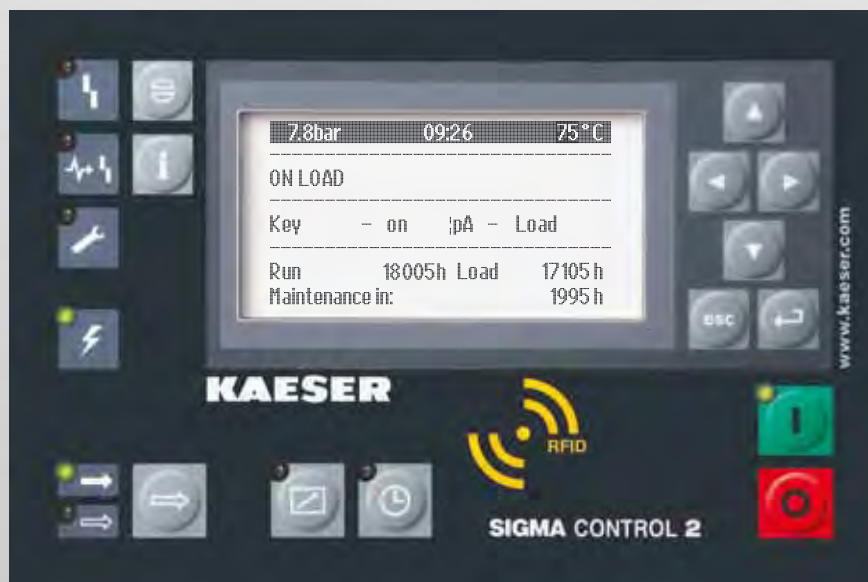 7.8bar 09:26 75°C
ON LOAD
Key - on ¦pA - Load
Run 18005h Load 17105h
Maintenance in: 1995h
esc
www.kaeser.com
KAESER
RFID
SIGMA CONTROL 2